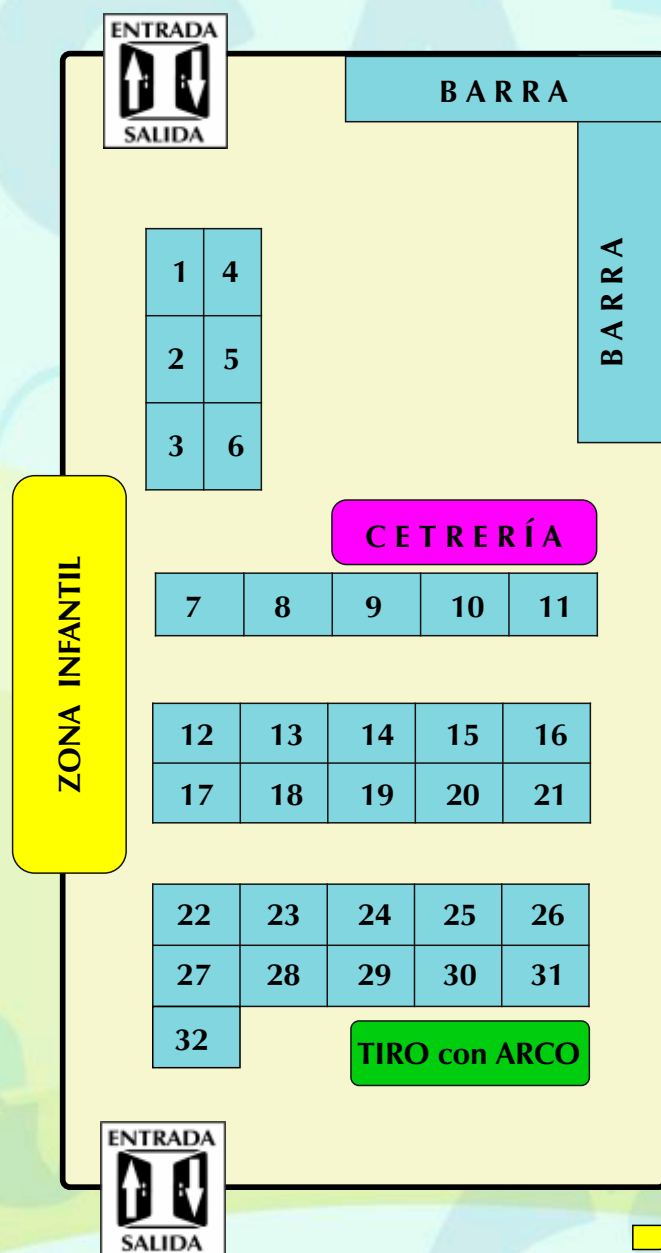 ENTRADA
SALIDA
BARRA
BARRA
1 4
2 5
3 6
CETRERÍA
7 8 9 10 11
ZONA INFANTIL
12 13 14 15 16
17 18 19 20 21
22 23 24 25 26
27 28 29 30 31
32
TIRO con ARCO
ENTRADA
SALIDA